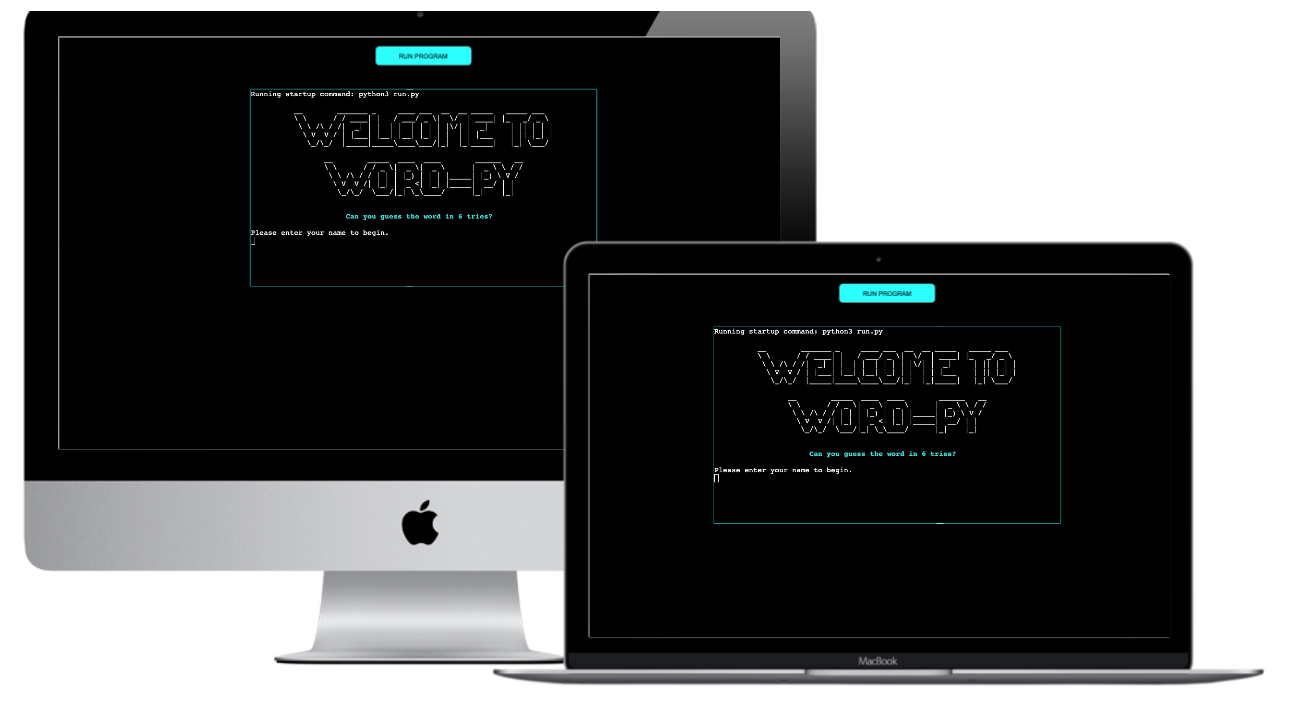 RUN PROGRAM
Running startup command: python3 run.py
WELCOME TO
WORD-PY
Can you guess the word in 6 tries?
Please enter your name to begin.
RUN PROGRAM
Running startup command: python3 run.py
WELCOME TO
WORD-PY
Can you guess the word in 6 tries?
Please enter your name to begin.
MacBook